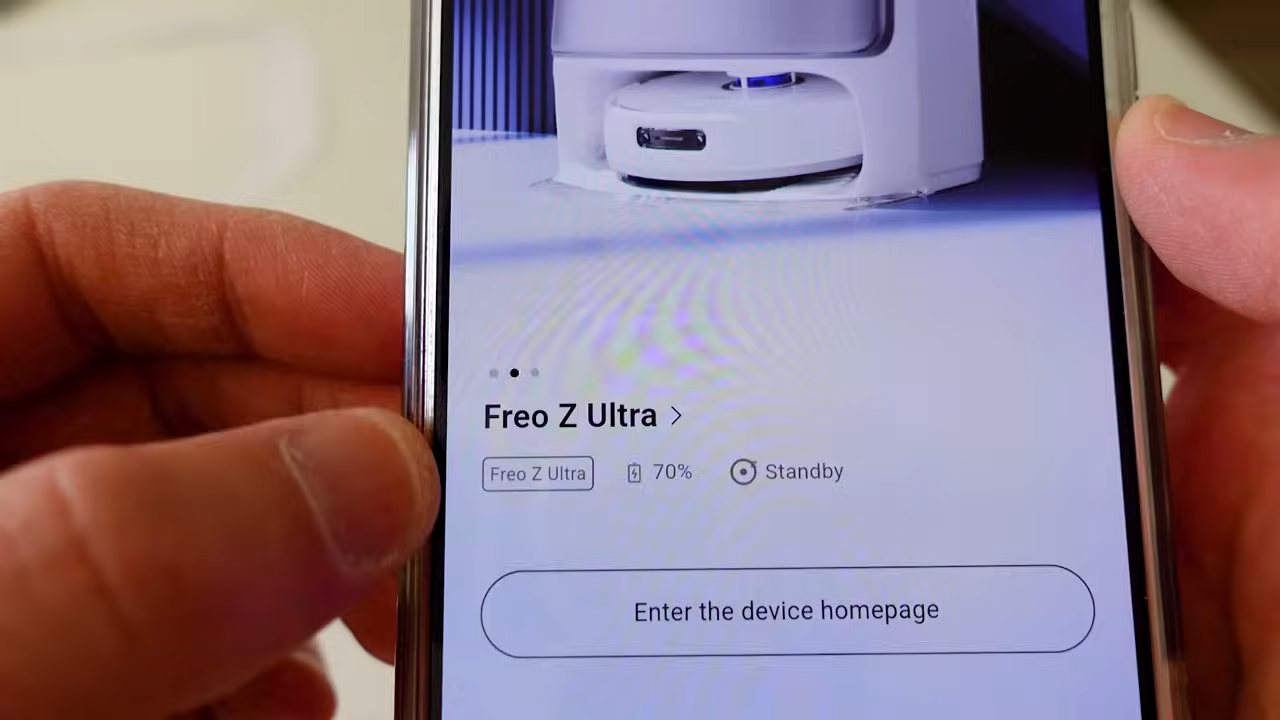 Freo Z Ultra
Freo Z Ultra 70% Standby
Enter the device homepage